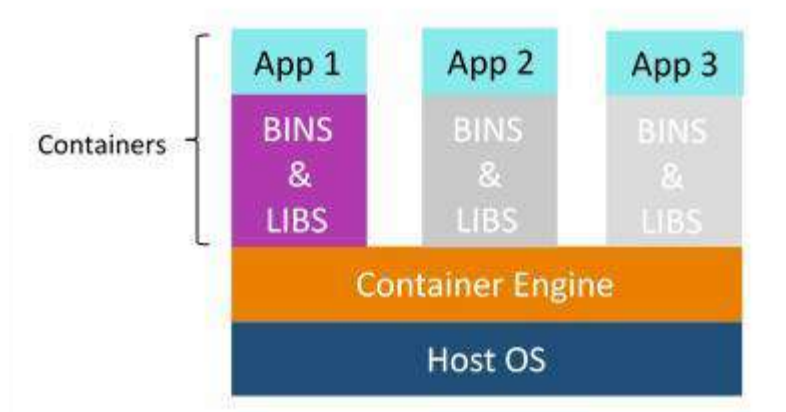 App 1
App 2
App 3
Containers
BINS
&
LIBS
BINS
&
LIBS
BINS
&
LIBS
Container Engine
Host OS